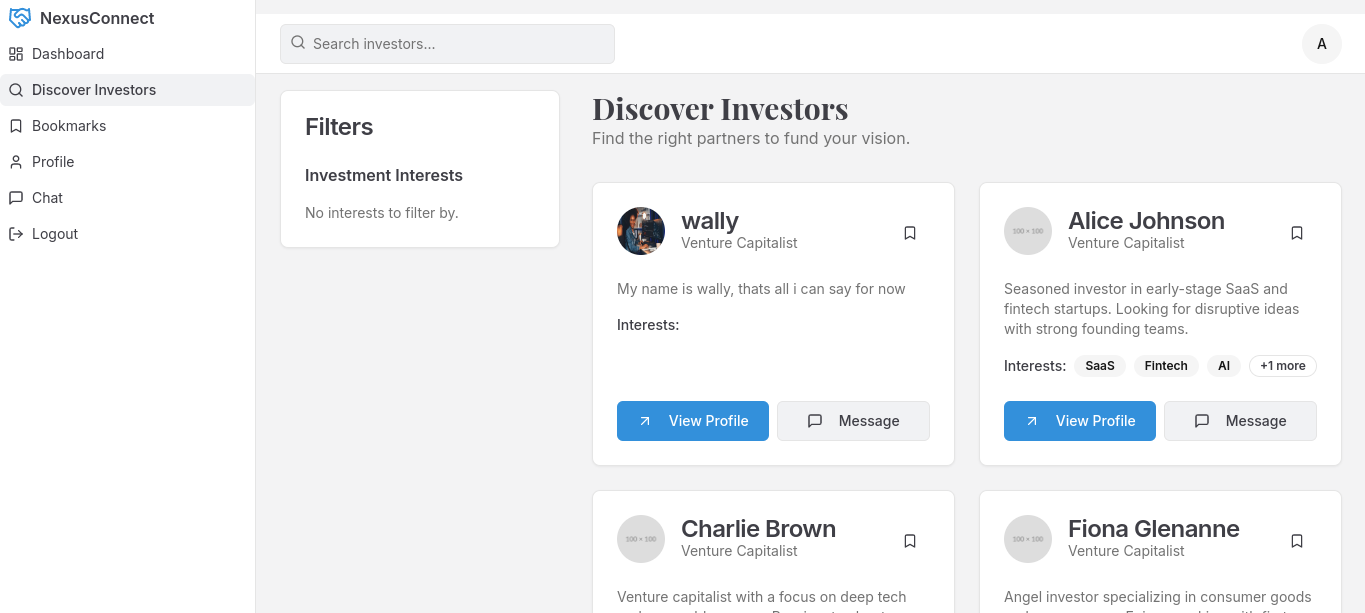 NexusConnect
Dashboard
Discover Investors
Bookmarks
Profile
Chat
Logout
Search investors...
A
Filters
Investment Interests
No interests to filter by.
Discover Investors
Find the right partners to fund your vision.
wally
Venture Capitalist
My name is wally, thats all i can say for now
Interests:
View Profile
Message
100 × 100
Alice Johnson
Venture Capitalist
Seasoned investor in early-stage SaaS and
fintech startups. Looking for disruptive ideas
with strong founding teams.
Interests: SaaS Fintech AI +1 more
View Profile
Message
100 × 100
Charlie Brown
Venture Capitalist
Venture capitalist with a focus on deep tech
100 × 100
Fiona Glenanne
Venture Capitalist
Angel investor specializing in consumer goods